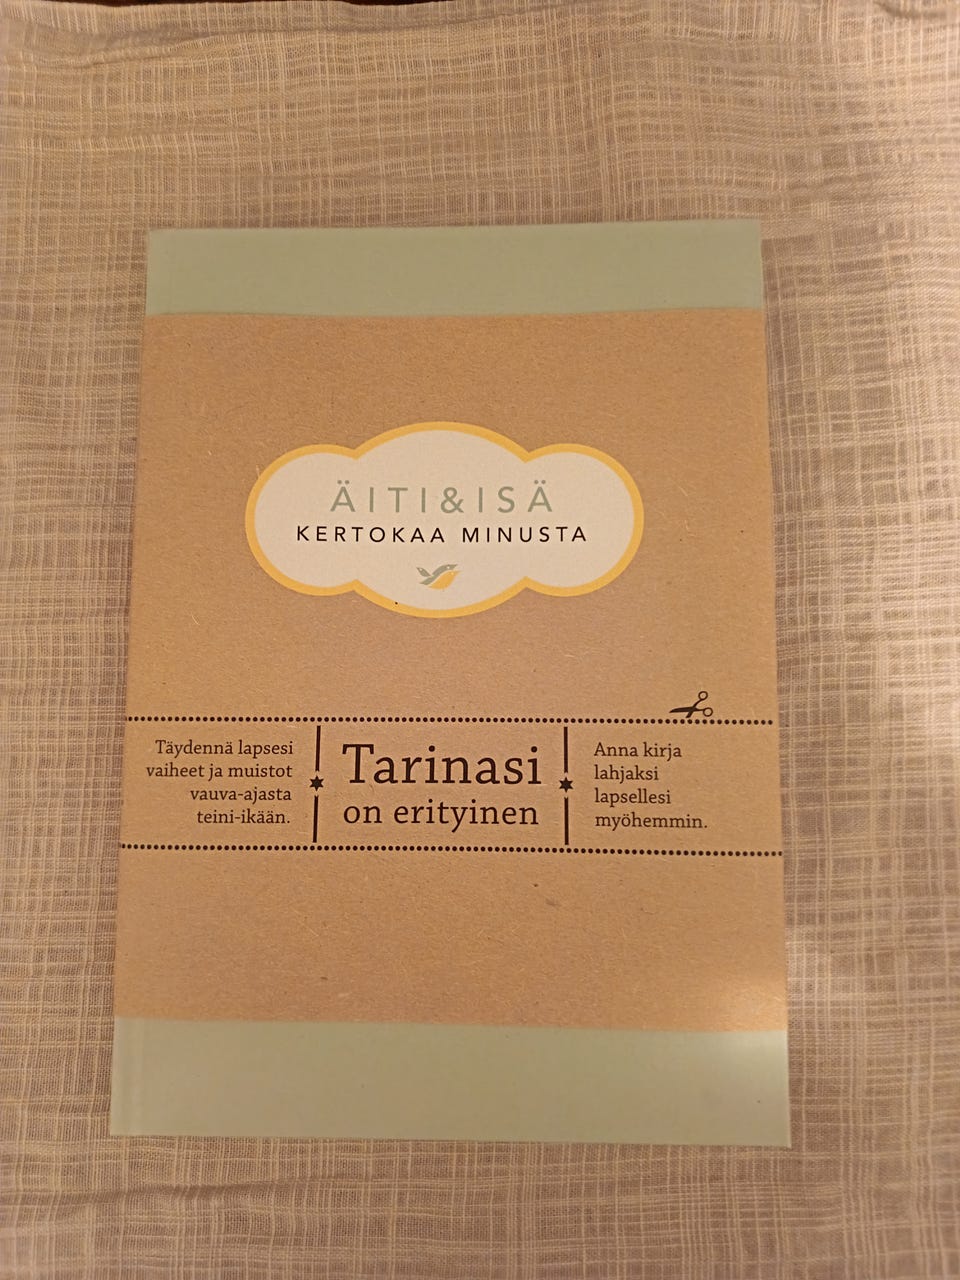 ÄITI&ISÄ
KERTOKAA MINUSTA
Täydennä lapsesi
vaiheet ja muistot
vauva-ajasta
teini-ikään.
Tarinasi
on erityinen
Anna kirja
lahjaksi
lapsellesi
myöhemmin.